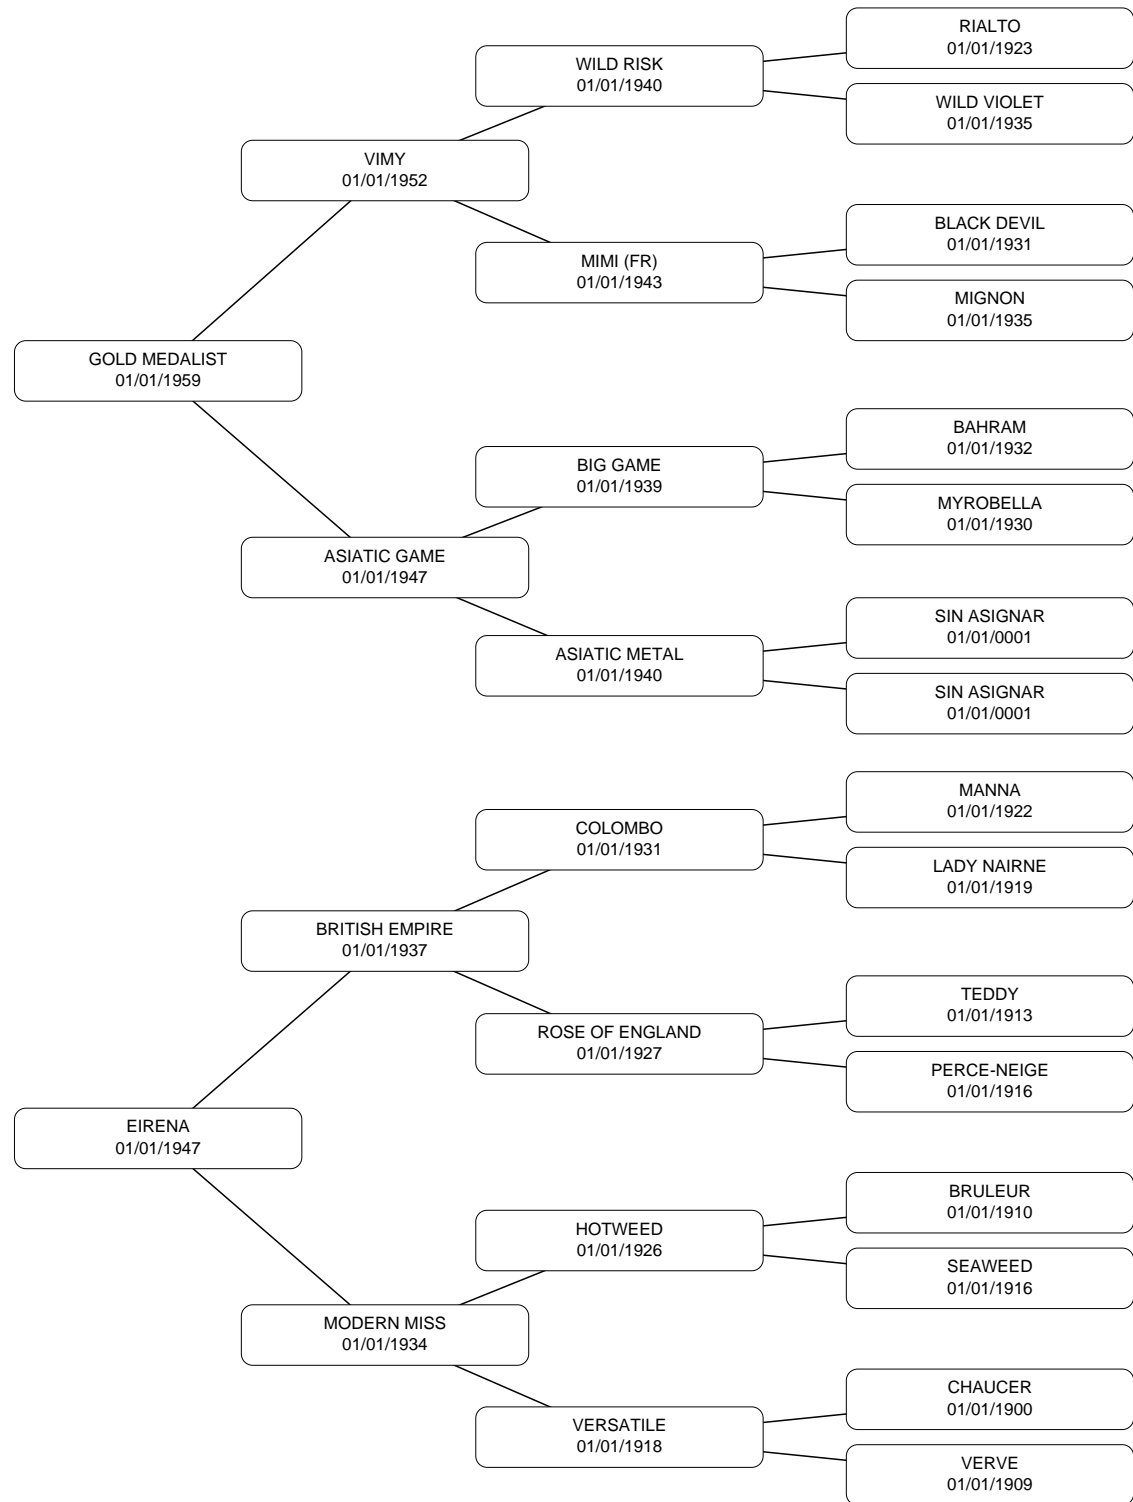 RIALTO
01/01/1923
WILD RISK
01/01/1940
WILD VIOLET
01/01/1935
VIMY
01/01/1952
BLACK DEVIL
01/01/1931
MIMI (FR)
01/01/1943
MIGNON
01/01/1935
GOLD MEDALIST
01/01/1959
BAHRAM
01/01/1932
BIG GAME
01/01/1939
MYROBELLA
01/01/1930
ASIATIC GAME
01/01/1947
SIN ASIGNAR
01/01/0001
ASIATIC METAL
01/01/1940
SIN ASIGNAR
01/01/0001
MANNA
01/01/1922
COLOMBO
01/01/1931
LADY NAIRNE
01/01/1919
BRITISH EMPIRE
01/01/1937
TEDDY
01/01/1913
ROSE OF ENGLAND
01/01/1927
PERCE-NEIGE
01/01/1916
EIRENA
01/01/1947
BRULEUR
01/01/1910
HOTWEED
01/01/1926
SEAWEED
01/01/1916
MODERN MISS
01/01/1934
CHAUCER
01/01/1900
VERSATILE
01/01/1918
VERVE
01/01/1909